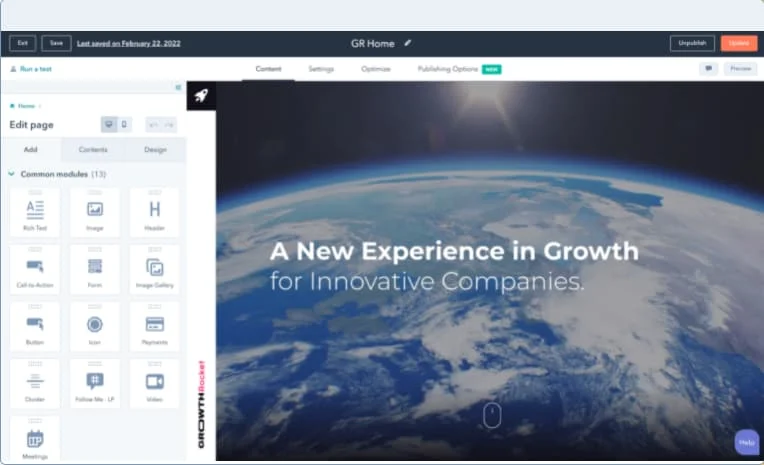 Exit
Save
Last saved on February 22, 2022
GR Home
Unpublish
Update
Run a test
Content
Settings
Optimize
Publishing Options
NEW
Preview
Home
Edit page
Add
Contents
Design
Common modules (13)
Rich Text
Image
Header
Call-to-Action
Form
Image Gallery
Button
Icon
Payments
Divider
Follow Me - LP
Video
Meetings
GROWTHRocket
A New Experience in Growth
for Innovative Companies.
Help